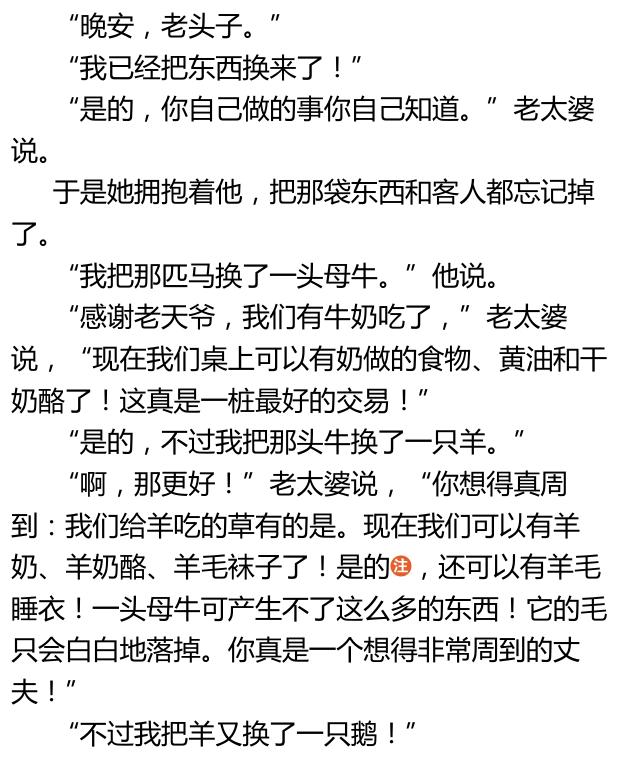 “晚安，老头子。”
“我已经把东西换来了！”
“是的，你自己做的事你自己知道。”老太婆
说。
于是她拥抱着他，把那袋东西和客人都忘记掉
了。
“我把那匹马换了一头母牛。”他说。
“感谢老天爷，我们有牛奶吃了，”老太婆
说，“现在我们桌上可以有奶做的食物、黄油和干
奶酪了！这真是一桩最好的交易！”
“是的，不过我把那头牛换了一只羊。”
“啊，那更好！”老太婆说，“你想得真周
到：我们给羊吃的草有的是。现在我们可以有羊
奶、羊奶酪、羊毛袜子了！是的注，还可以有羊毛
睡衣！一头母牛可产生不了这么多的东西！它的毛
只会白白地落掉。你真是一个想得非常周到的丈
夫！”
“不过我把羊又换了一只鹅！”